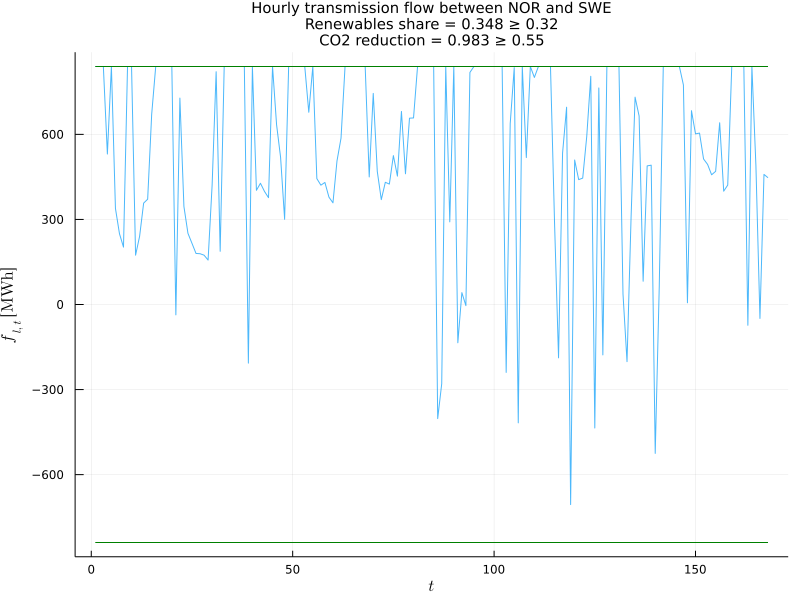 Hourly transmission flow between NOR and SWE
Renewables share = 0.348 ≥ 0.32
CO2 reduction = 0.983 ≥ 0.55
600
300
0
−300
−600
f_{l,t} [MWh]
0 50 100 150
t